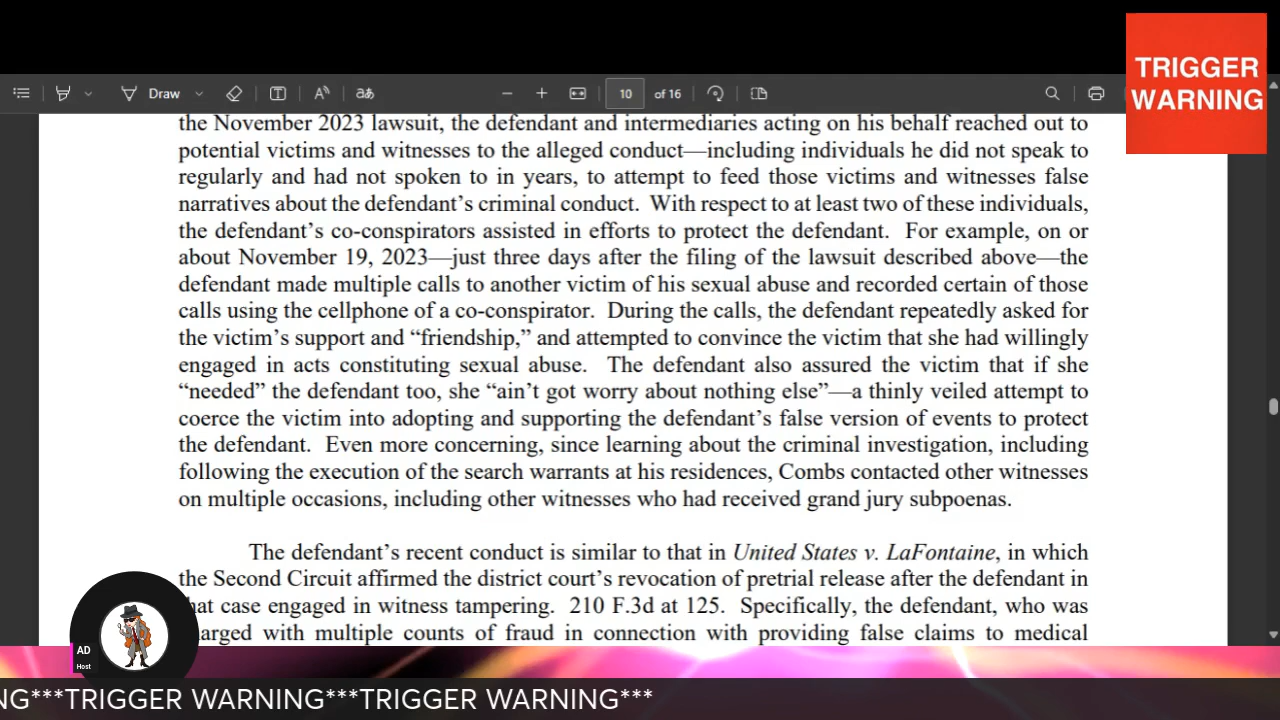 TRIGGER
WARNING
Draw
10 of 16
the November 2023 lawsuit, the defendant and intermediaries acting on his behalf reached out to
potential victims and witnesses to the alleged conduct—including individuals he did not speak to
regularly and had not spoken to in years, to attempt to feed those victims and witnesses false
narratives about the defendant's criminal conduct. With respect to at least two of these individuals,
the defendant's co-conspirators assisted in efforts to protect the defendant. For example, on or
about November 19, 2023—just three days after the filing of the lawsuit described above—the
defendant made multiple calls to another victim of his sexual abuse and recorded certain of those
calls using the cellphone of a co-conspirator. During the calls, the defendant repeatedly asked for
the victim's support and “friendship,” and attempted to convince the victim that she had willingly
engaged in acts constituting sexual abuse. The defendant also assured the victim that if she
“needed” the defendant too, she “ain't got worry about nothing else”—a thinly veiled attempt to
coerce the victim into adopting and supporting the defendant's false version of events to protect
the defendant. Even more concerning, since learning about the criminal investigation, including
following the execution of the search warrants at his residences, Combs contacted other witnesses
on multiple occasions, including other witnesses who had received grand jury subpoenas.
The defendant's recent conduct is similar to that in United States v. LaFontaine, in which
the Second Circuit affirmed the district court's revocation of pretrial release after the defendant in
hat case engaged in witness tampering. 210 F.3d at 125. Specifically, the defendant, who was
harged with multiple counts of fraud in connection with providing false claims to medical
AD
Host
NG***TRIGGER WARNING***TRIGGER WARNING***